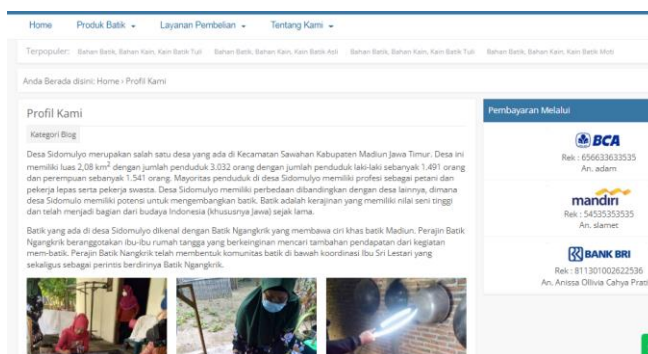 Home Produk Batik Layanan Pembelian Tentang Kami
Terpopuler: Bahan Batik, Bahan Kain, Kain Batik Tuli Bahan Batik, Bahan Kain, Kain Batik Asli Bahan Batik, Bahan Kain, Kain Batik Tuli Bahan Batik, Bahan Kain, Kain Batik Moti
Anda Berada disini: Home › Profil Kami
Profil Kami
Kategori Blog
Desa Sidomulyo merupakan salah satu desa yang ada di Kecamatan Sawahan Kabupaten Madiun Jawa Timur. Desa ini
memiliki luas 2,08 km² dengan jumlah penduduk 3.032 orang dengan jumlah penduduk laki-laki sebanyak 1.491 orang
dan perempuan sebanyak 1.541 orang. Mayoritas penduduk di desa Sidomulyo memiliki profesi sebagai petani dan
pekerja lepas serta pekerja swasta. Desa Sidomulyo memiliki perbedaan dibandingkan dengan desa lainnya, dimana
desa Sidomulo memiliki potensi untuk mengembangkan batik. Batik adalah kerajinan yang memiliki nilai seni tinggi
dan telah menjadi bagian dari budaya Indonesia (khususnya Jawa) sejak lama.
Batik yang ada di desa Sidomulyo dikenal dengan Batik Ngangkrik yang membawa ciri khas batik Madiun. Perajin Batik
Ngangkrik beranggotakan ibu-ibu rumah tangga yang berkeinginan mencari tambahan pendapatan dari kegiatan
mem-batik. Perajin Batik Nangkrik telah membentuk komunitas batik di bawah koordinasi Ibu Sri Lestari yang
sekaligus sebagai perintis berdirinya Batik Ngangkrik.
Pembayaran Melalui
BCA
Rek : 656633633535
An. adam
mandiri
Rek : 54535353535
An. slamet
BANK BRI
Rek : 811301002622536
An. Anissa Ollivia Cahya Prati